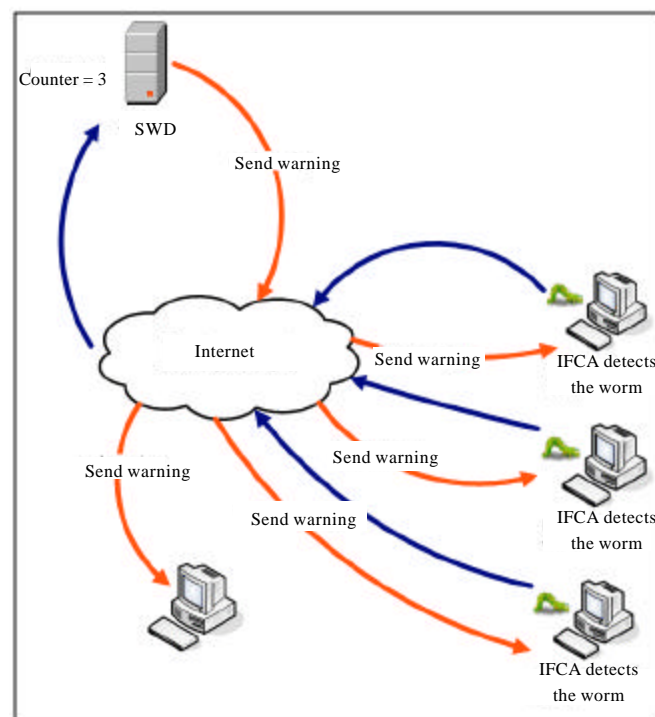 Counter = 3
SWD
Send warning
Internet
Send warning
IFCA detects
the worm
Send warning
IFCA detects
the worm
Send warning
Send warning
IFCA detects
the worm